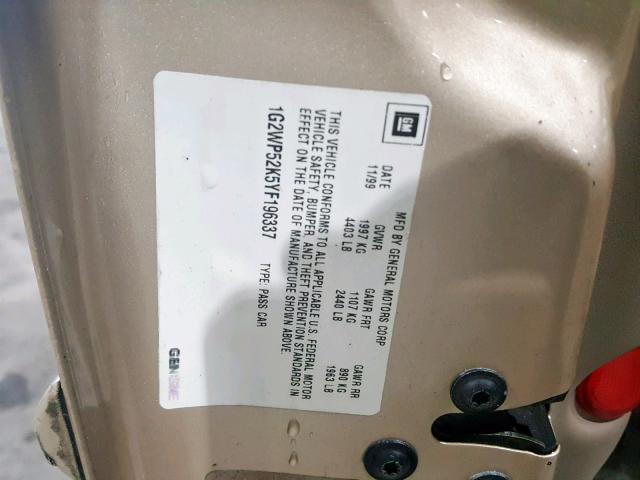 GM
MFD BY GENERAL MOTORS CORP
DATE GVWR GAWR FRT GAWR RR
11/99 1997 KG 1107 KG 890 KG
4403 LB 2440 LB 1963 LB
THIS VEHICLE CONFORMS TO ALL APPLICABLE U.S. FEDERAL MOTOR
VEHICLE SAFETY, BUMPER, AND THEFT PREVENTION STANDARDS IN
EFFECT ON THE DATE OF MANUFACTURE SHOWN ABOVE.
1G2WP52K5YF196337 TYPE: PASS CAR
GENUINE